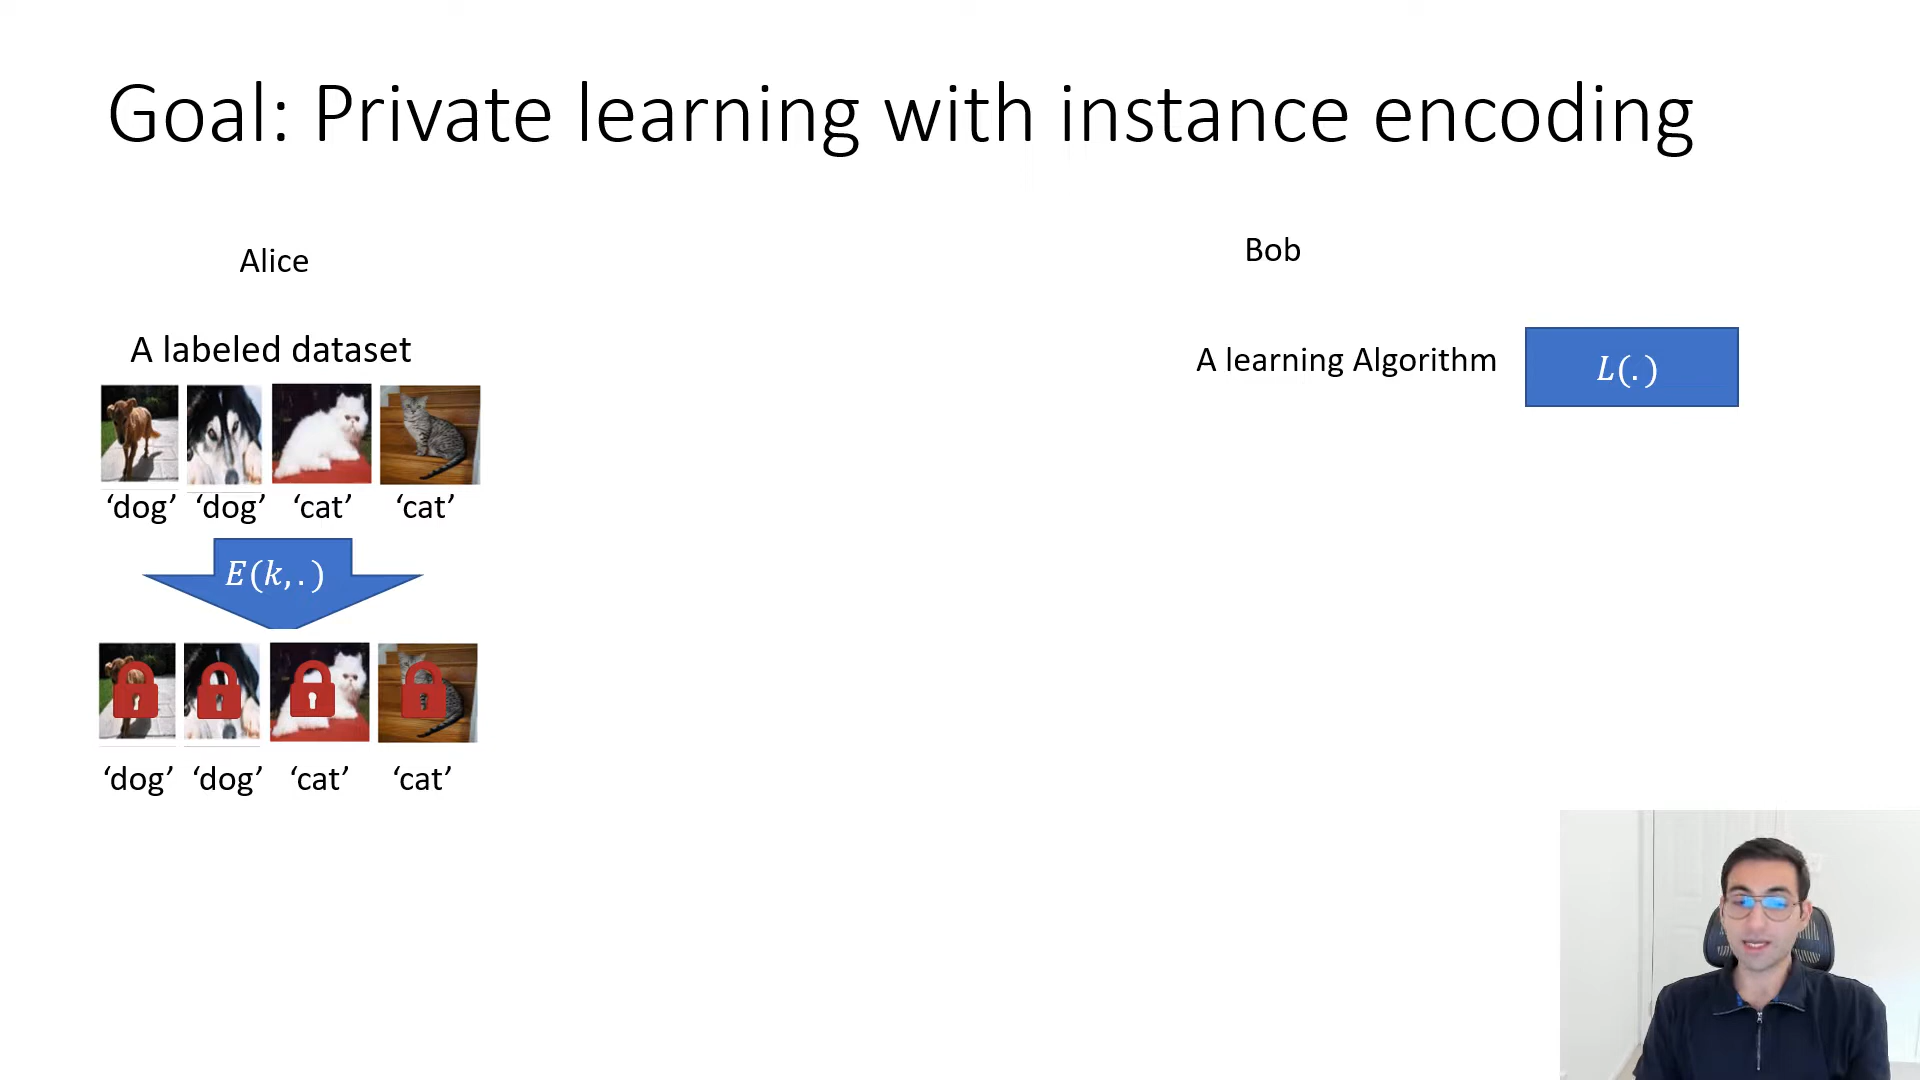 Goal: Private learning with instance encoding
Alice
A labeled dataset
‘dog’ ‘dog’ ‘cat’ ‘cat’
E(k,.)
‘dog’ ‘dog’ ‘cat’ ‘cat’
Bob
A learning Algorithm
L(.)